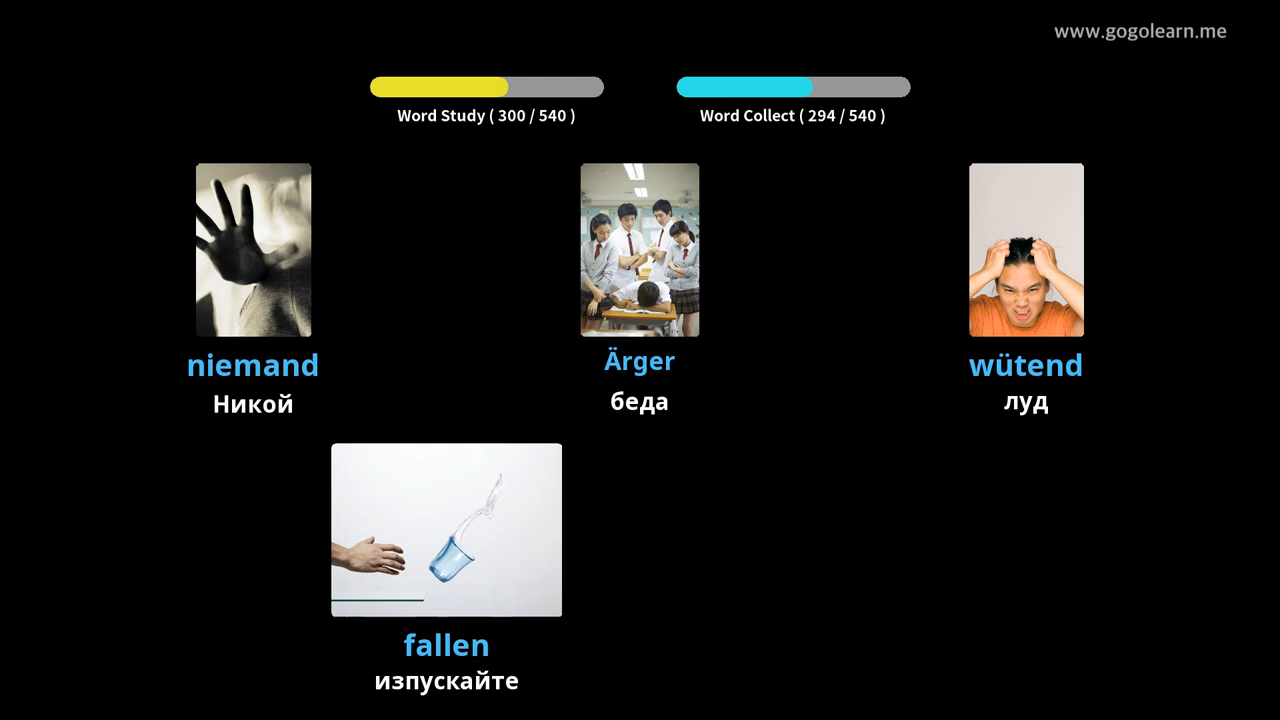 www.gogolearn.me
Word Study ( 300 / 540 )
Word Collect ( 294 / 540 )
niemand
Никой
Ärger
беда
wütend
луд
fallen
изпускайте